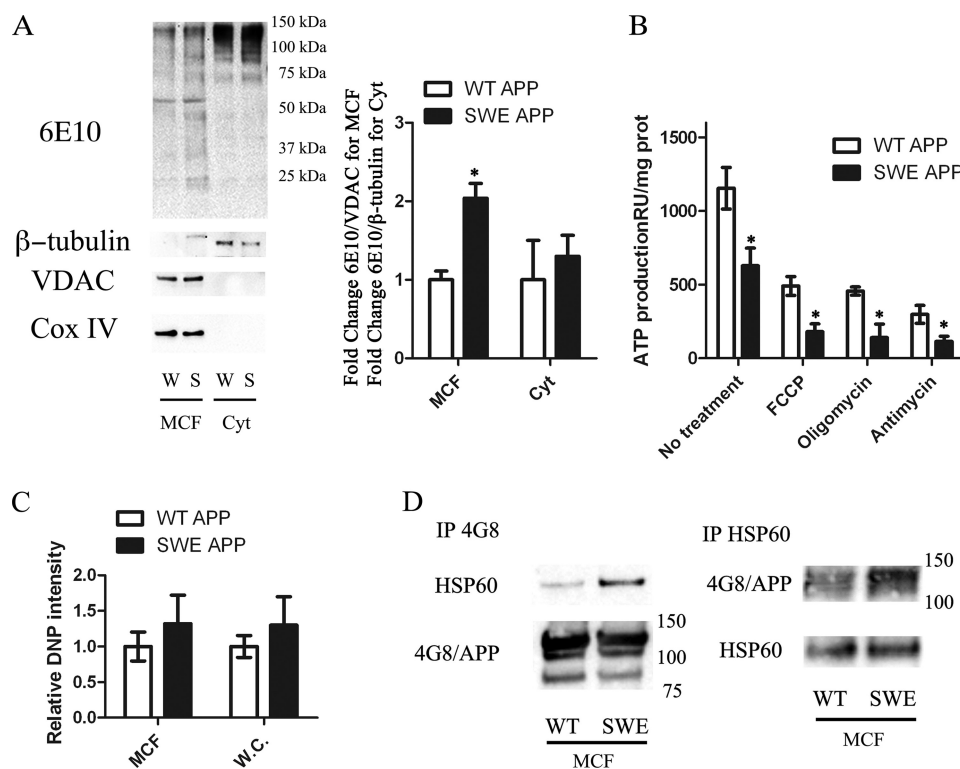 A
6E10
β-tubulin
VDAC
Cox IV
150 kDa
100 kDa
75 kDa
50 kDa
37 kDa
25 kDa
W S W S
MCF Cyt
WT APP
SWE APP
Fold Change 6E10/VDAC for MCF
Fold Change 6E10/β-tubulin for Cyt
3
2
1
0
*
MCF Cyt
B
WT APP
SWE APP
ATP productionRU/mg prot
1500
1000
500
0
* * * *
No treatment FCCP Oligomycin Antimycin
C
WT APP
SWE APP
Relative DNP intensity
2.0
1.5
1.0
0.5
0.0
MCF W.C.
D
IP 4G8
HSP60
4G8/APP
150
100
75
WT SWE
MCF
IP HSP60
4G8/APP
150
100
HSP60
WT SWE
MCF